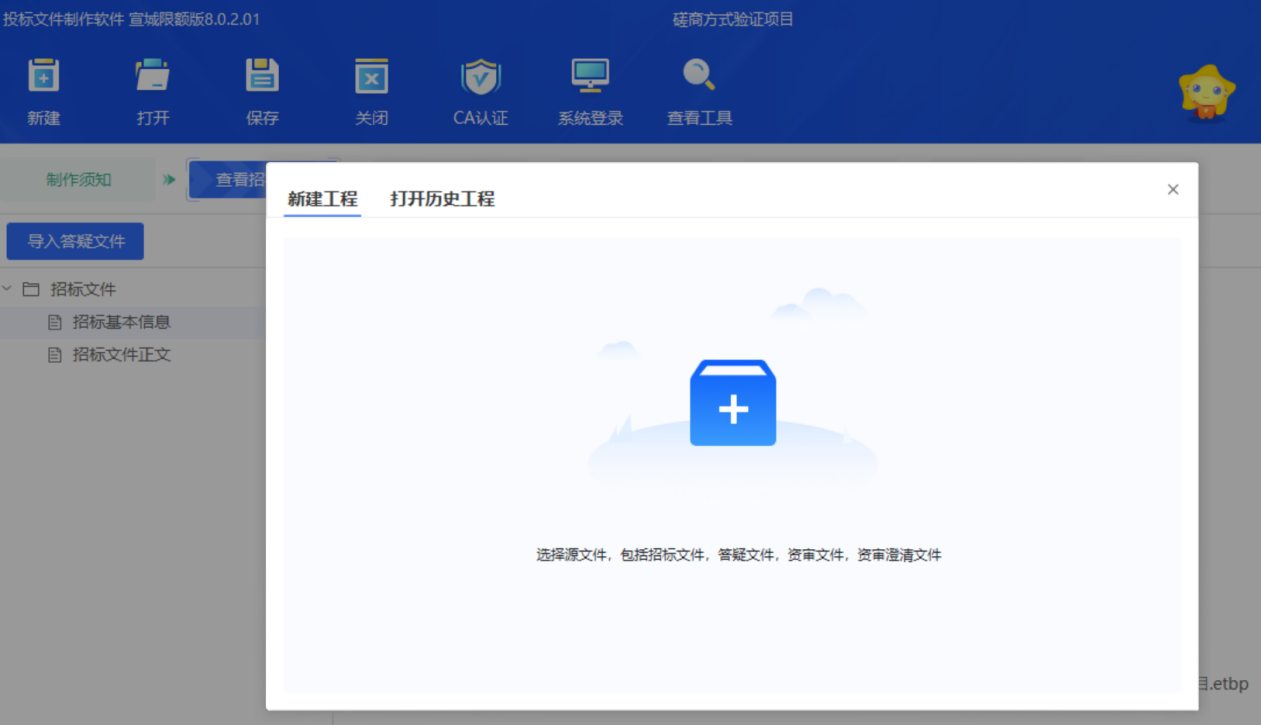 投标文件制作软件 宣城限额版8.0.2.01
磋商方式验证项目
新建
打开
保存
关闭
CA认证
系统登录
查看工具
制作须知
查看招
新建工程
打开历史工程
导入答疑文件
招标文件
招标基本信息
招标文件正文
选择源文件，包括招标文件，答疑文件，资审文件，资审澄清文件
目.etbp